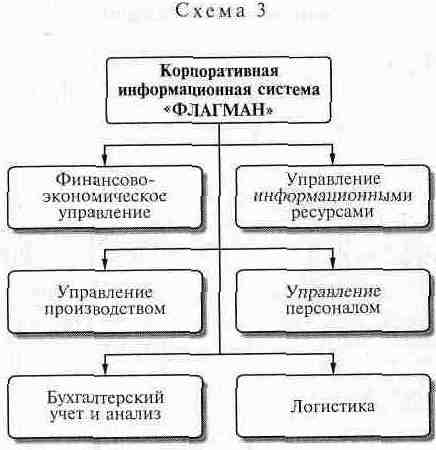 Схема 3
Корпоративная
информационная система
«ФЛАГМАН»
Финансово-
экономическое
управление
Управление
информационными
ресурсами
Управление
производством
Управление
персоналом
Бухгалтерский
учет и анализ
Логистика